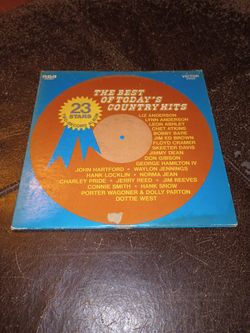 RCA
VICTOR
THE BEST
OF TODAY'S
COUNTRY HITS
23
STARS
LIZ ANDERSON
LYNN ANDERSON
LEON ASHLEY
CHET ATKINS
BOBBY BARE
JIM ED BROWN
FLOYD CRAMER
SKEETER DAVIS
JIMMY DEAN
DON GIBSON
GEORGE HAMILTON IV
JOHN HARTFORD • WAYLON JENNINGS
HANK LOCKLIN • NORMA JEAN
CHARLEY PRIDE • JERRY REED • JIM REEVES
CONNIE SMITH • HANK SNOW
PORTER WAGONER & DOLLY PARTON
DOTTIE WEST